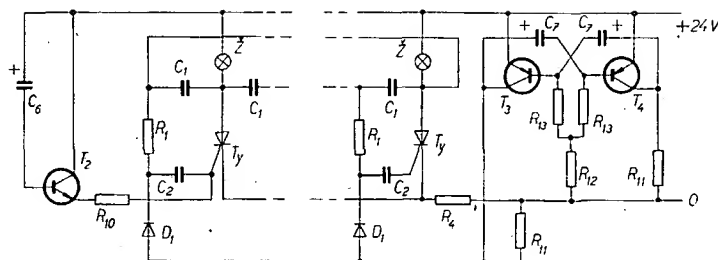 + C7 C7 + +24V
Ž Ž
+ C1 C1 C1 T3 T4
C6 R1 R1 R13 R13
T2 Ty Ty
C2 C2 R12 R11
R10 R4 0
D1 D1 R11